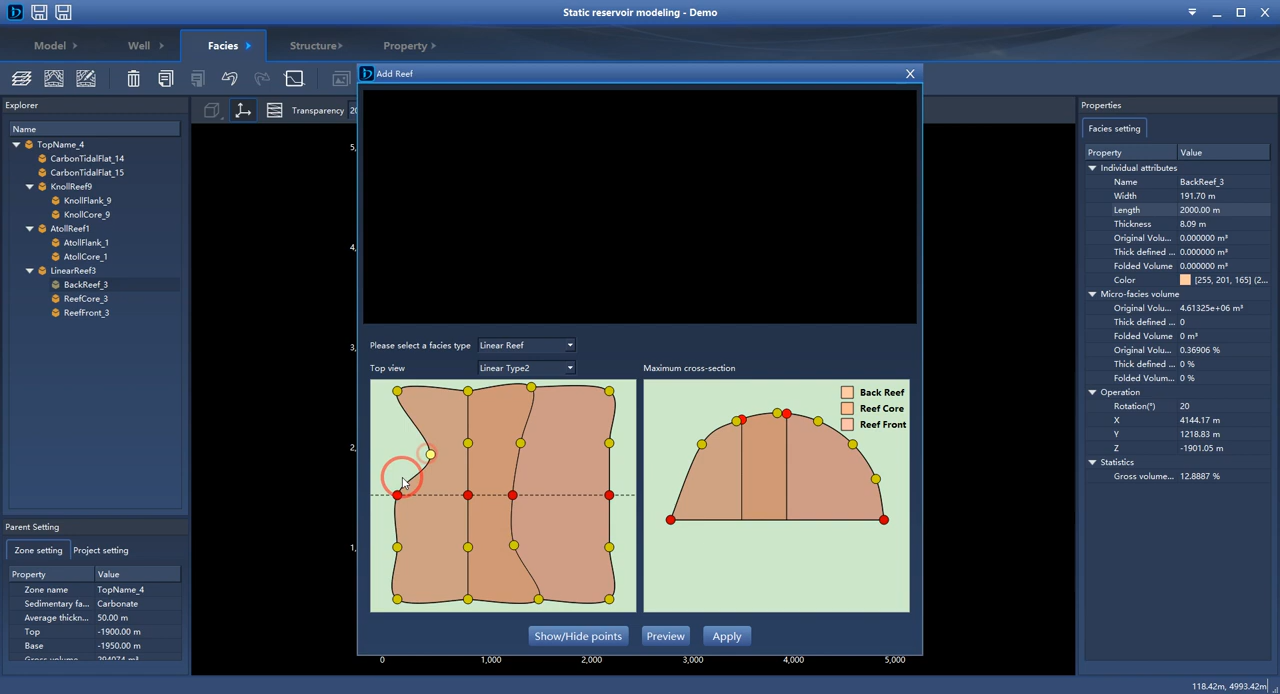 Static reservoir modeling - Demo
Model
Well
Facies
Structure
Property
Add Reef
Explorer
Transparency
Name
TopName_4
CarbonTidalFlat_14
CarbonTidalFlat_15
KnollReef9
KnollFlank_9
KnollCore_9
AtollReef1
AtollFlank_1
AtollCore_1
LinearReef3
BackReef_3
ReefCore_3
ReefFront_3
Parent Setting
Zone setting Project setting
Property Value
Zone name TopName_4
Sedimentary fa... Carbonate
Average thickn... 50.00 m
Top -1900.00 m
Base -1950.00 m
5,
4,
3,
2,
1,
Please select a facies type Linear Reef
Top view Linear Type2 Maximum cross-section
Back Reef
Reef Core
Reef Front
Show/Hide points Preview Apply
0 1,000 2,000 3,000 4,000 5,000
Properties
Facies setting
Property Value
Individual attributes
Name BackReef_3
Width 191.70 m
Length 2000.00 m
Thickness 8.09 m
Original Volu... 0.000000 m³
Thick defined ... 0.000000 m³
Folded Volume 0.000000 m³
Color [255, 201, 165] (2...
Micro-facies volume
Original Volu... 4.61325e+06 m³
Thick defined ... 0
Folded Volume 0 m³
Original Volu... 0.36906 %
Thick defined ... 0 %
Folded Volum... 0 %
Operation
Rotation(°) 20
X 4144.17 m
Y 1218.83 m
Z -1901.05 m
Statistics
Gross volume... 12.8887 %
118.42m, 4993.42m